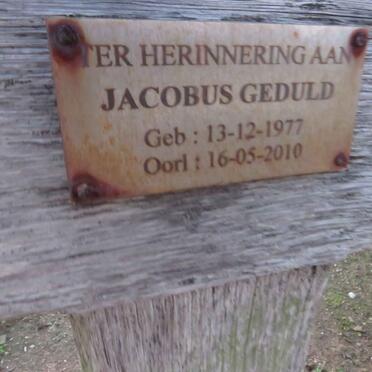 TER HERINNERING AAN
JACOBUS GEDULD
Geb : 13-12-1977
Oorl : 16-05-2010